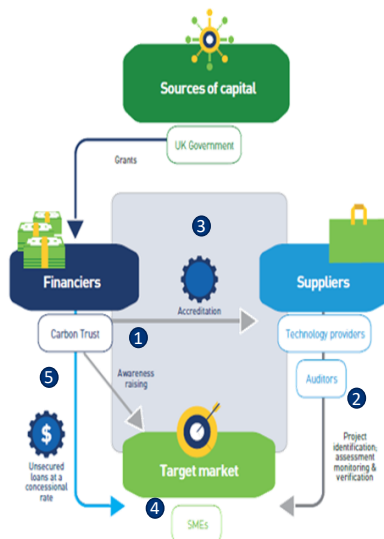 Sources of capital
UK Government
Grants
3
Financiers
Suppliers
Accreditation
Carbon Trust
1
Technology providers
5
Awareness
raising
Auditors
2
$
Unsecured
loans at a
concessional
rate
Project
identification;
assessment
monitoring &
verification
Target market
4
SMEs